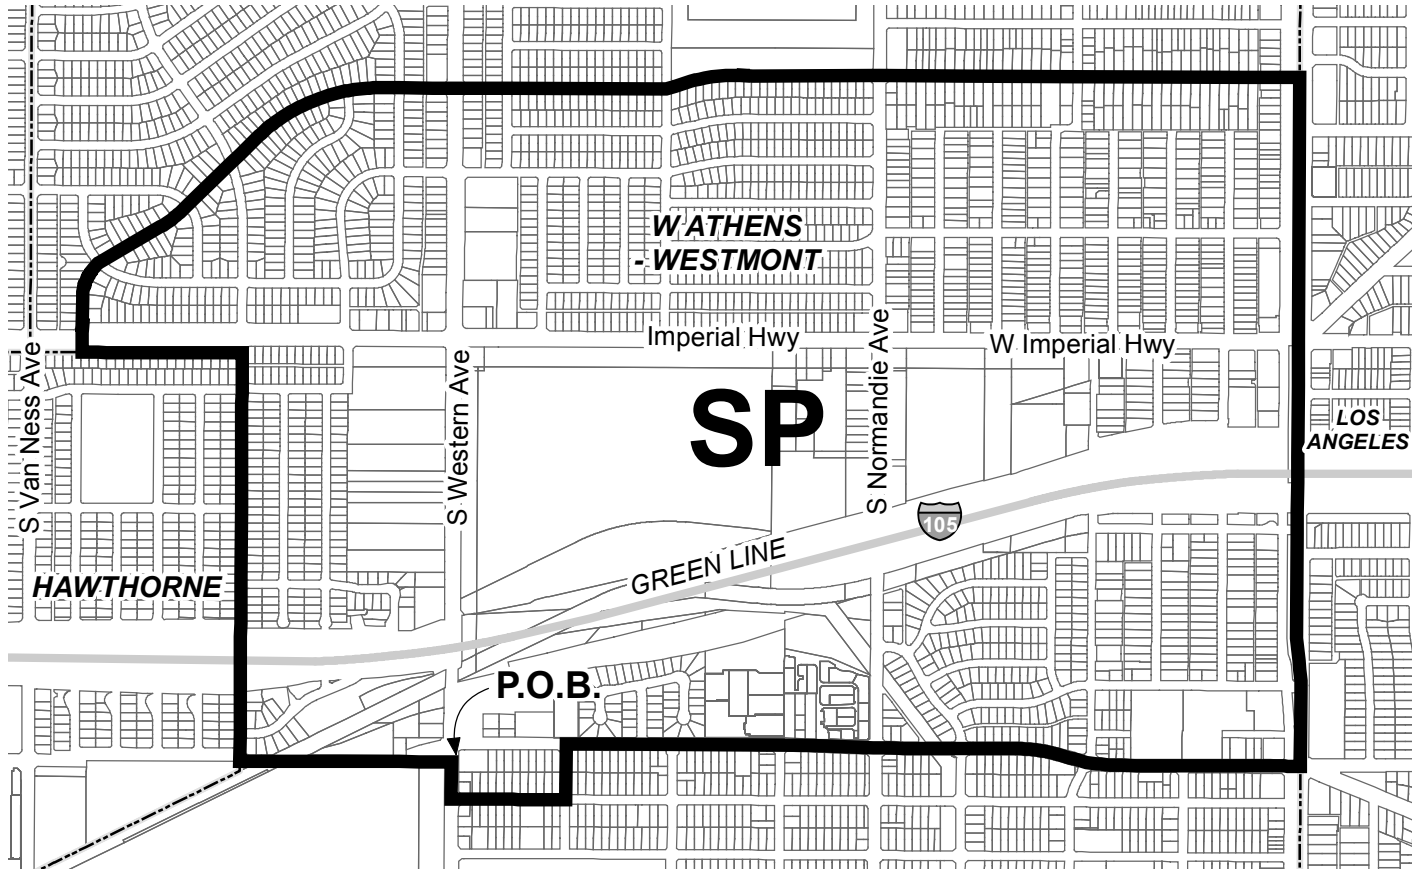 W ATHENS
- WESTMONT
Imperial Hwy
W Imperial Hwy
S Van Ness Ave
S Western Ave
S Normandie Ave
SP
LOS
ANGELES
105
GREEN LINE
HAWTHORNE
P.O.B.